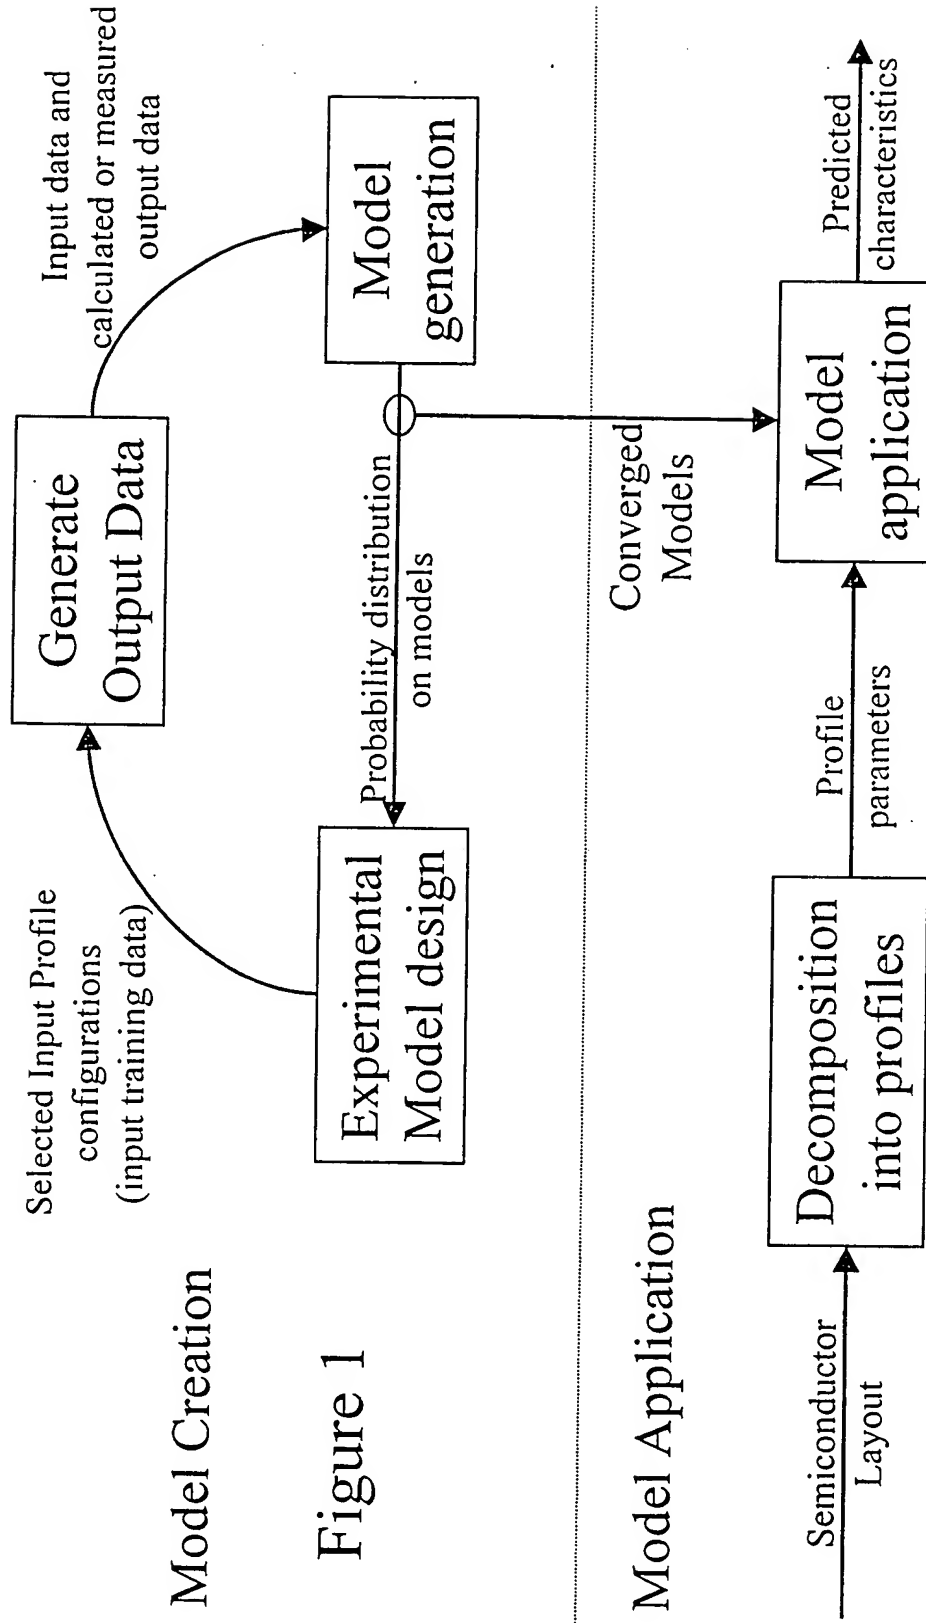 Model Creation
Figure 1
Selected Input Profile
configurations
(input training data)
Generate
Output Data
Input data and
calculated or measured
output data
Experimental
Model design
Probability distribution
on models
Model
generation
Converged
Models
Model Application
Semiconductor
Layout
Decomposition
into profiles
Profile
parameters
Model
application
Predicted
characteristics